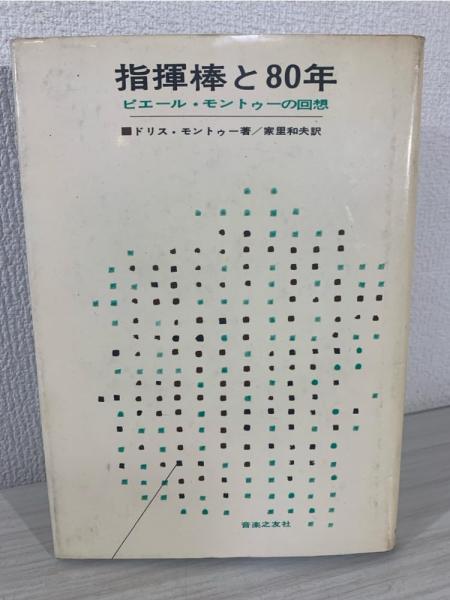 指揮棒と80年
ピエール・モントゥーの回想
■ドリス・モントゥー著／家里和夫訳
音楽之友社